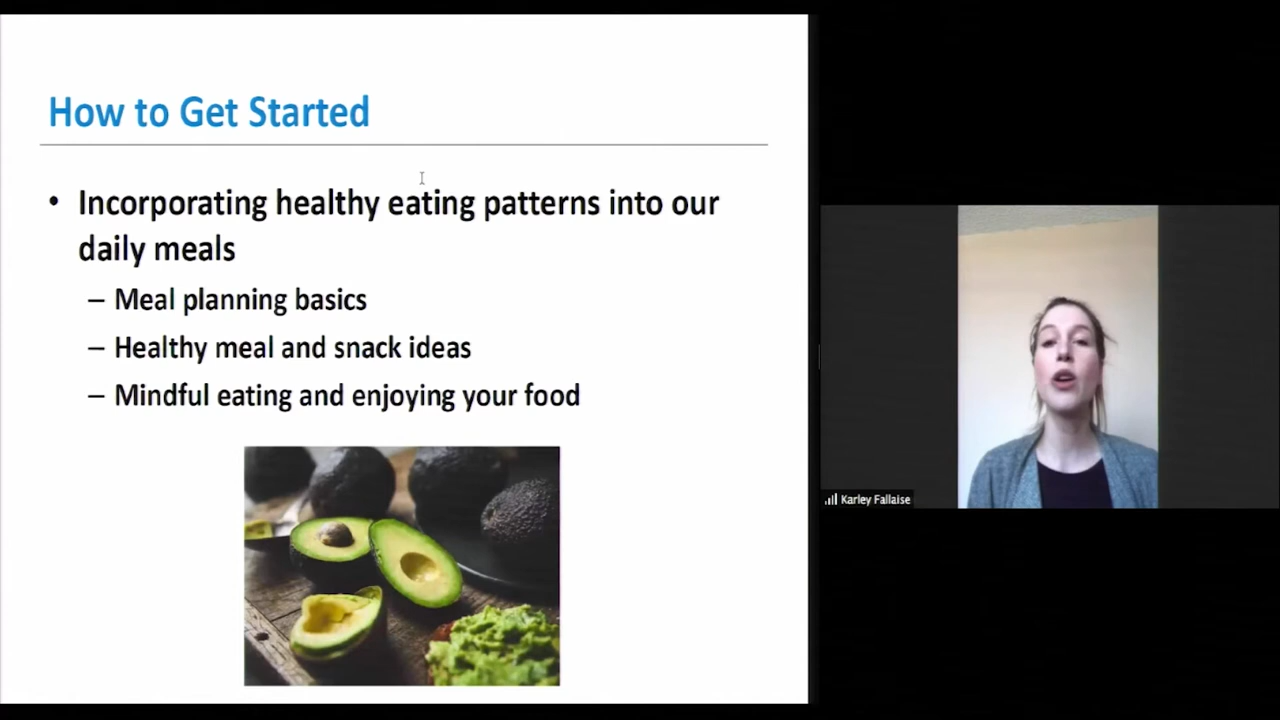 How to Get Started
• Incorporating healthy eating patterns into our
daily meals
– Meal planning basics
– Healthy meal and snack ideas
– Mindful eating and enjoying your food
Karley Fallaise